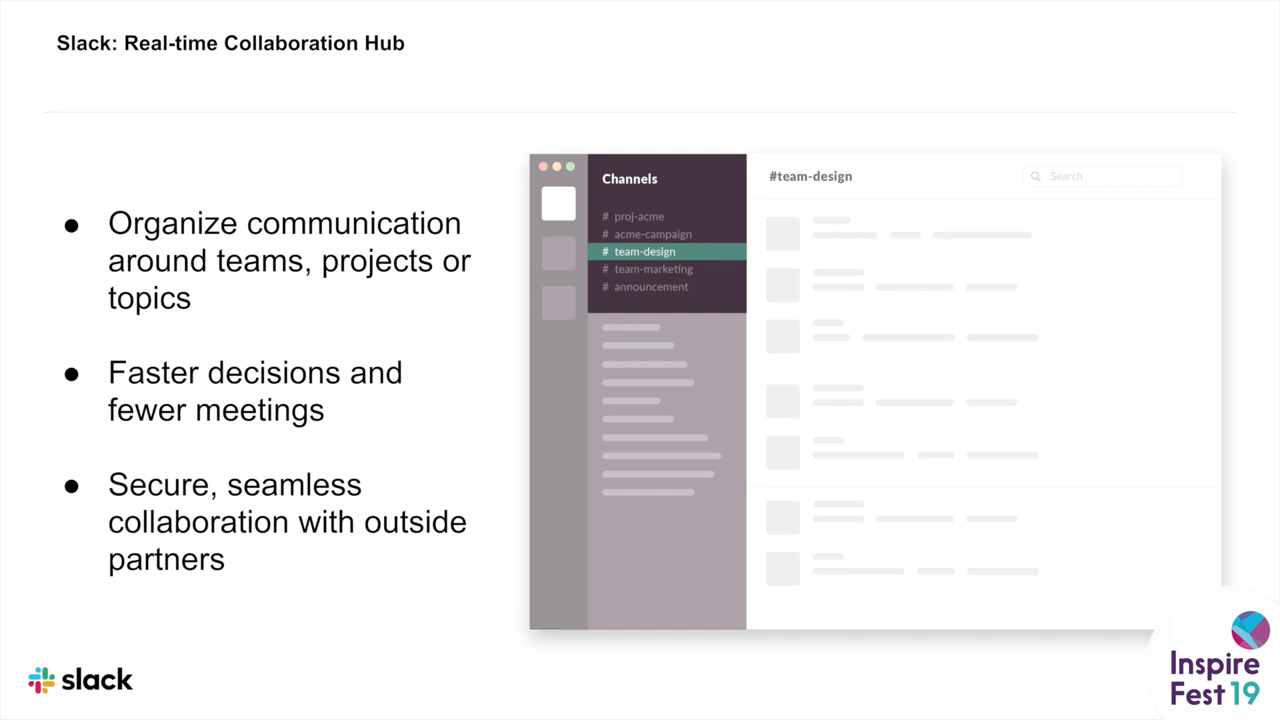 Slack: Real-time Collaboration Hub
● Organize communication
around teams, projects or
topics
● Faster decisions and
fewer meetings
● Secure, seamless
collaboration with outside
partners
Channels
# proj-acme
# acme-campaign
# team-design
# team-marketing
# announcement
#team-design
Search
slack
Inspire
Fest 19